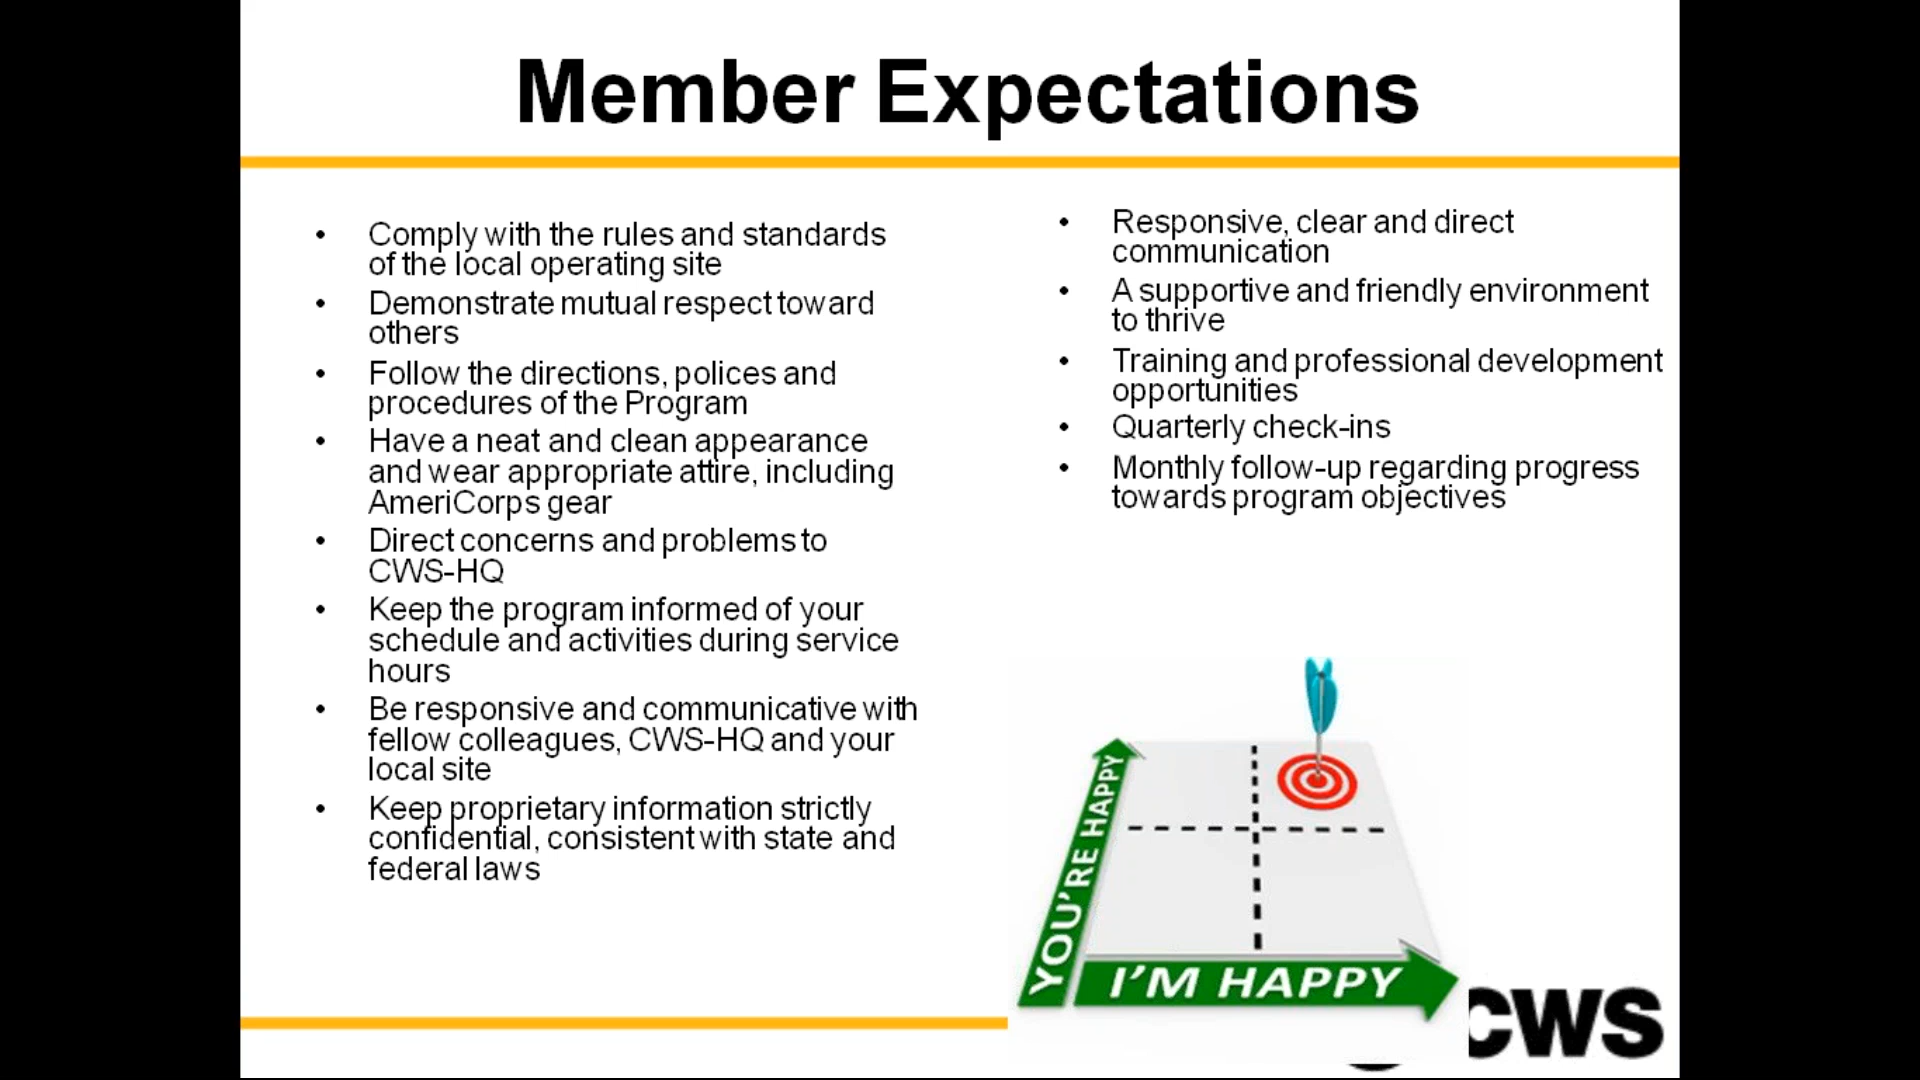 Member Expectations
• Comply with the rules and standards
of the local operating site
• Demonstrate mutual respect toward
others
• Follow the directions, polices and
procedures of the Program
• Have a neat and clean appearance
and wear appropriate attire, including
AmeriCorps gear
• Direct concerns and problems to
CWS-HQ
• Keep the program informed of your
schedule and activities during service
hours
• Be responsive and communicative with
fellow colleagues, CWS-HQ and your
local site
• Keep proprietary information strictly
confidential, consistent with state and
federal laws
• Responsive, clear and direct
communication
• A supportive and friendly environment
to thrive
• Training and professional development
opportunities
• Quarterly check-ins
• Monthly follow-up regarding progress
towards program objectives
YOU'RE HAPPY
I'M HAPPY
CWS